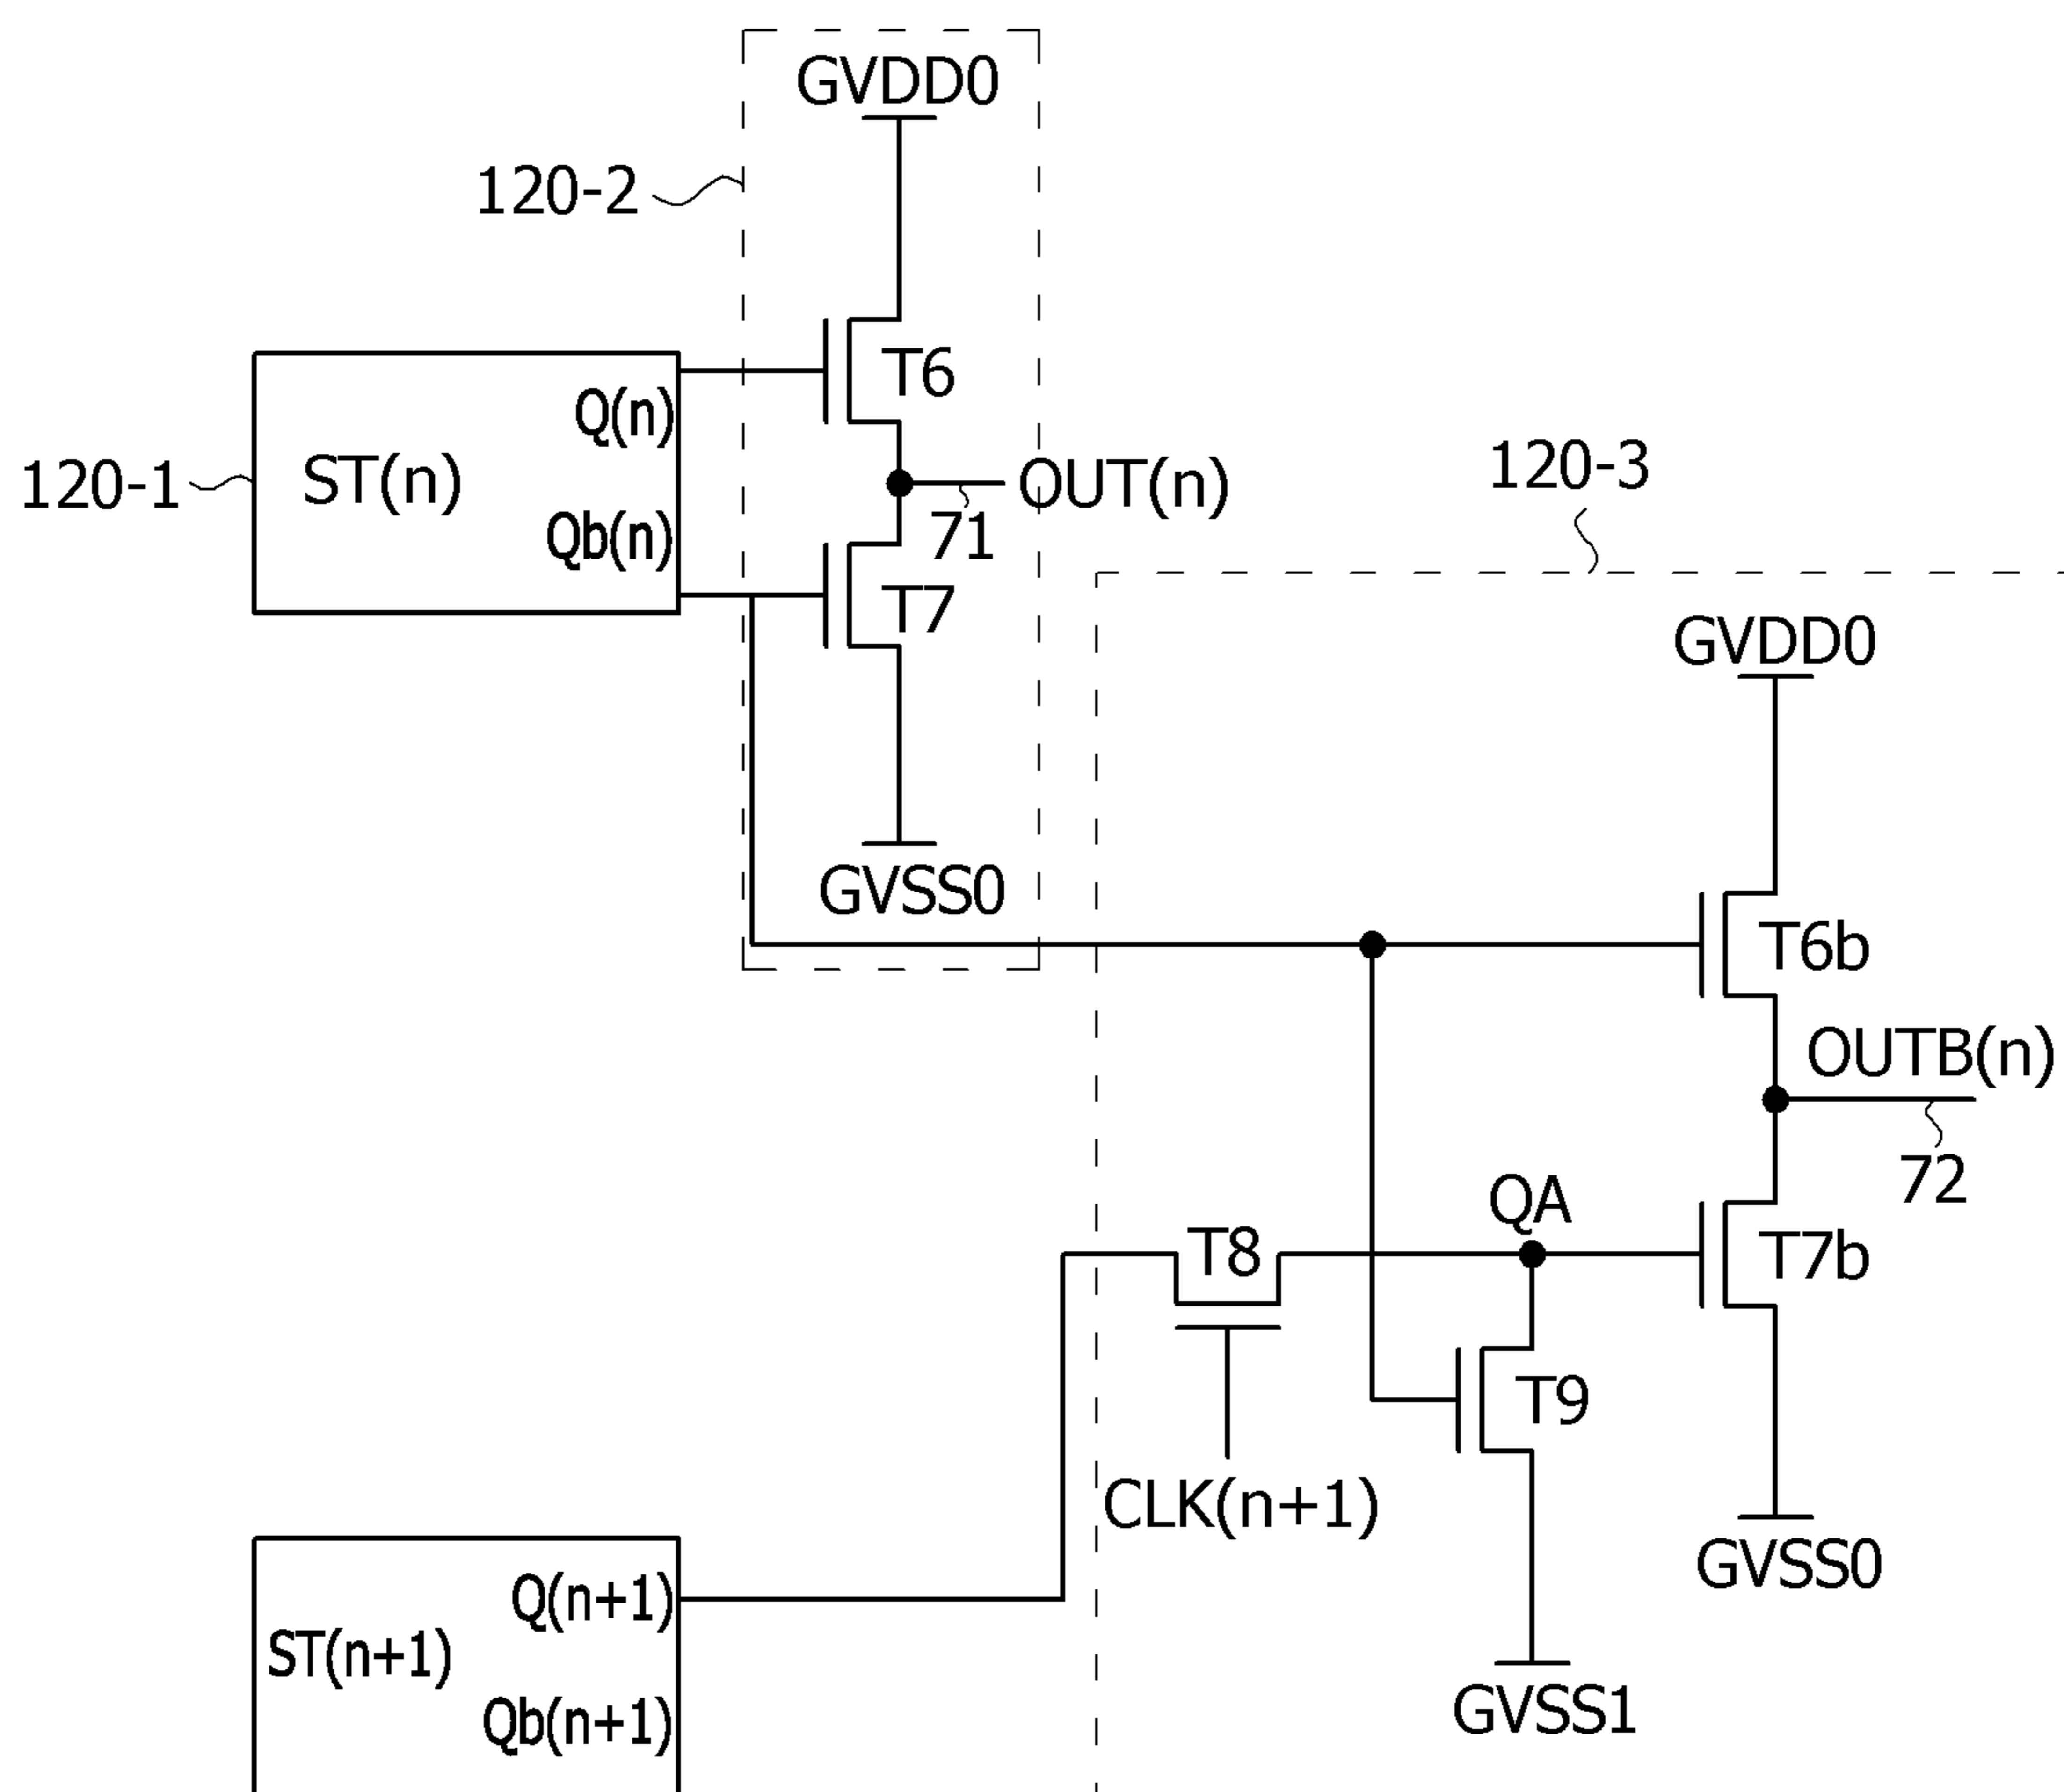 GVDD0
120-2
T6
Q(n)
120-1
ST(n)
OUT(n)
120-3
Qb(n)
71
T7
GVDD0
GVSS0
T6b
OUTB(n)
72
QA
T8
T7b
T9
CLK(n+1)
GVSS0
Q(n+1)
ST(n+1)
GVSS1
Qb(n+1)